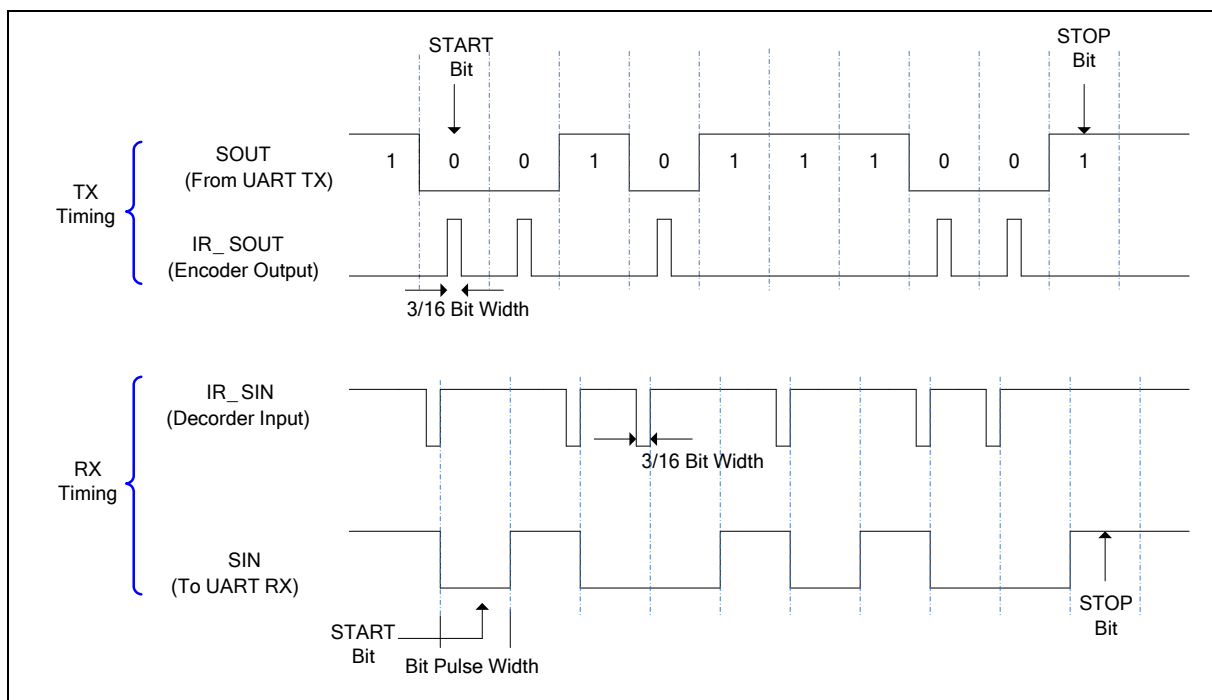 START
Bit
STOP
Bit
SOUT
(From UART TX)
1 0 0 1 0 1 1 1 0 0 1
TX
Timing
IR_ SOUT
(Encoder Output)
3/16 Bit Width
IR_ SIN
(Decorder Input)
3/16 Bit Width
RX
Timing
SIN
(To UART RX)
START
Bit
Bit Pulse Width
STOP
Bit